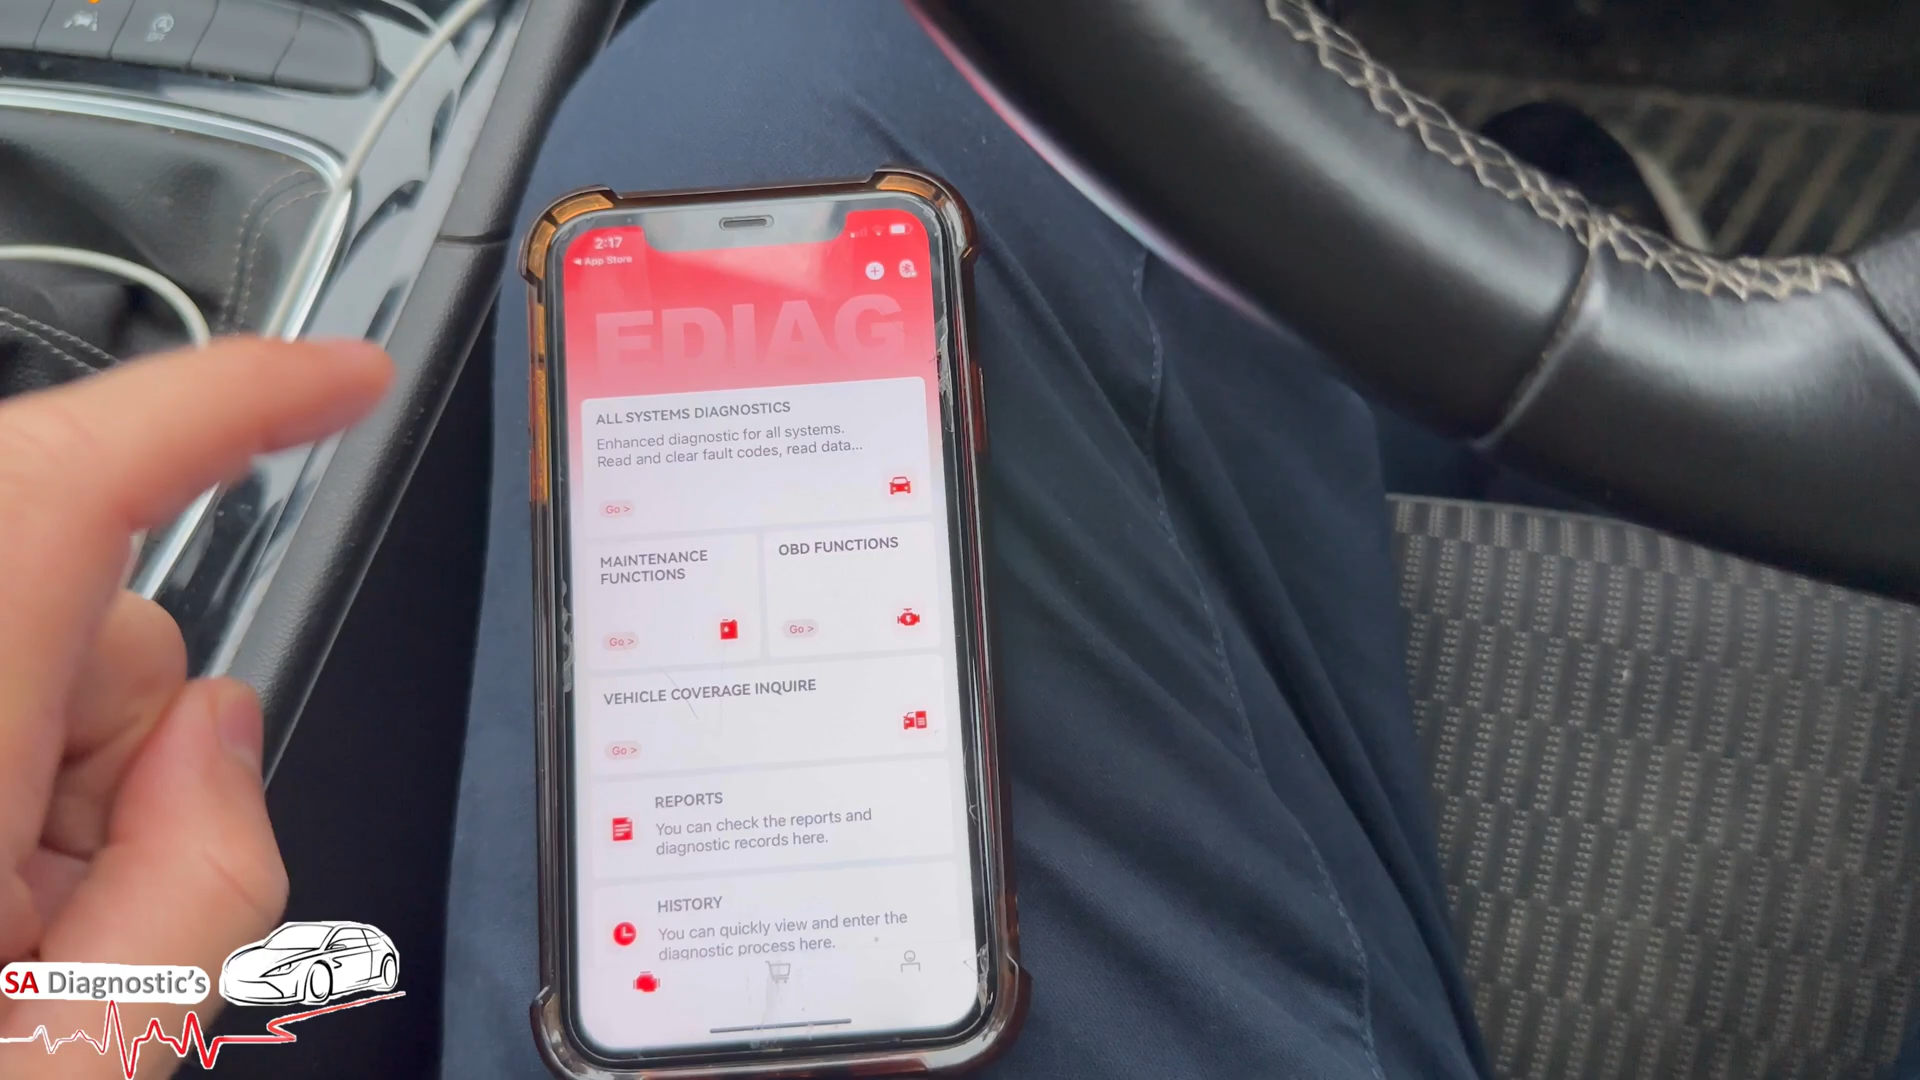 2:17
App Store
EDIAG
ALL SYSTEMS DIAGNOSTICS
Enhanced diagnostic for all systems.
Read and clear fault codes, read data...
Go >
MAINTENANCE
FUNCTIONS
Go >
OBD FUNCTIONS
Go >
VEHICLE COVERAGE INQUIRE
Go >
REPORTS
You can check the reports and
diagnostic records here.
HISTORY
You can quickly view and enter the
diagnostic process here.
SA Diagnostic's